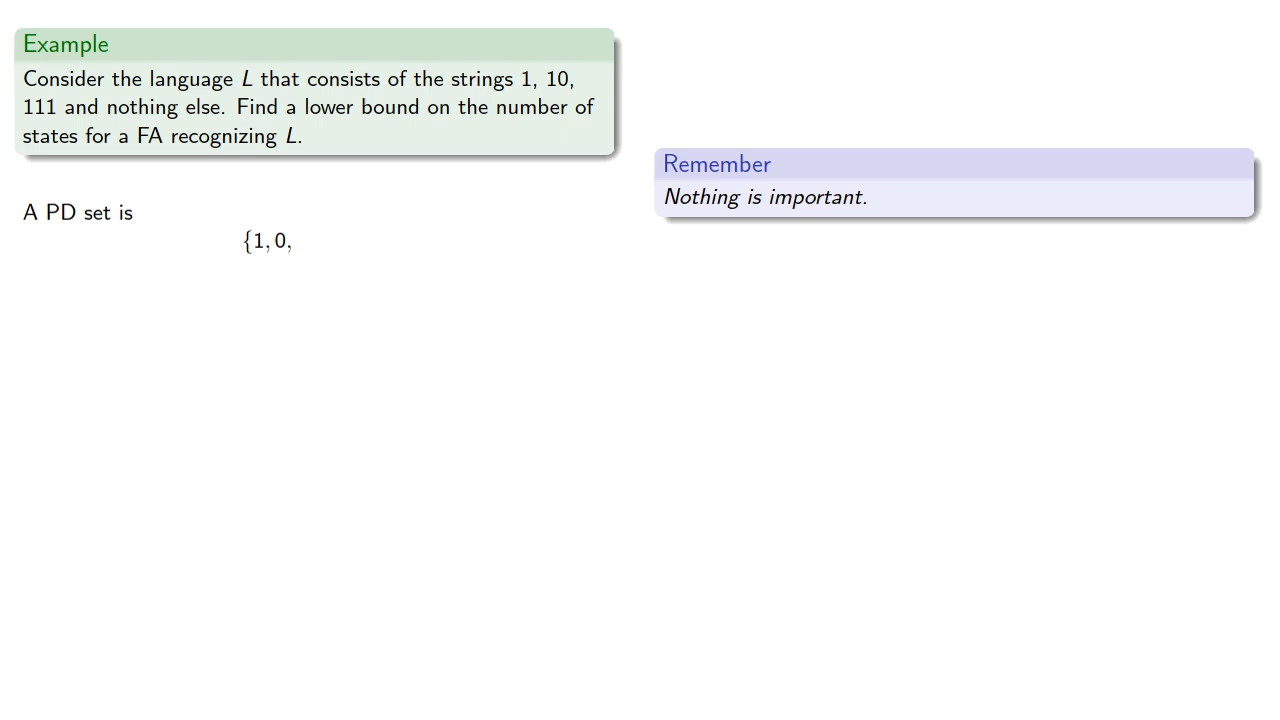 Example
Consider the language L that consists of the strings 1, 10,
111 and nothing else. Find a lower bound on the number of
states for a FA recognizing L.
A PD set is
{1, 0,
Remember
Nothing is important.